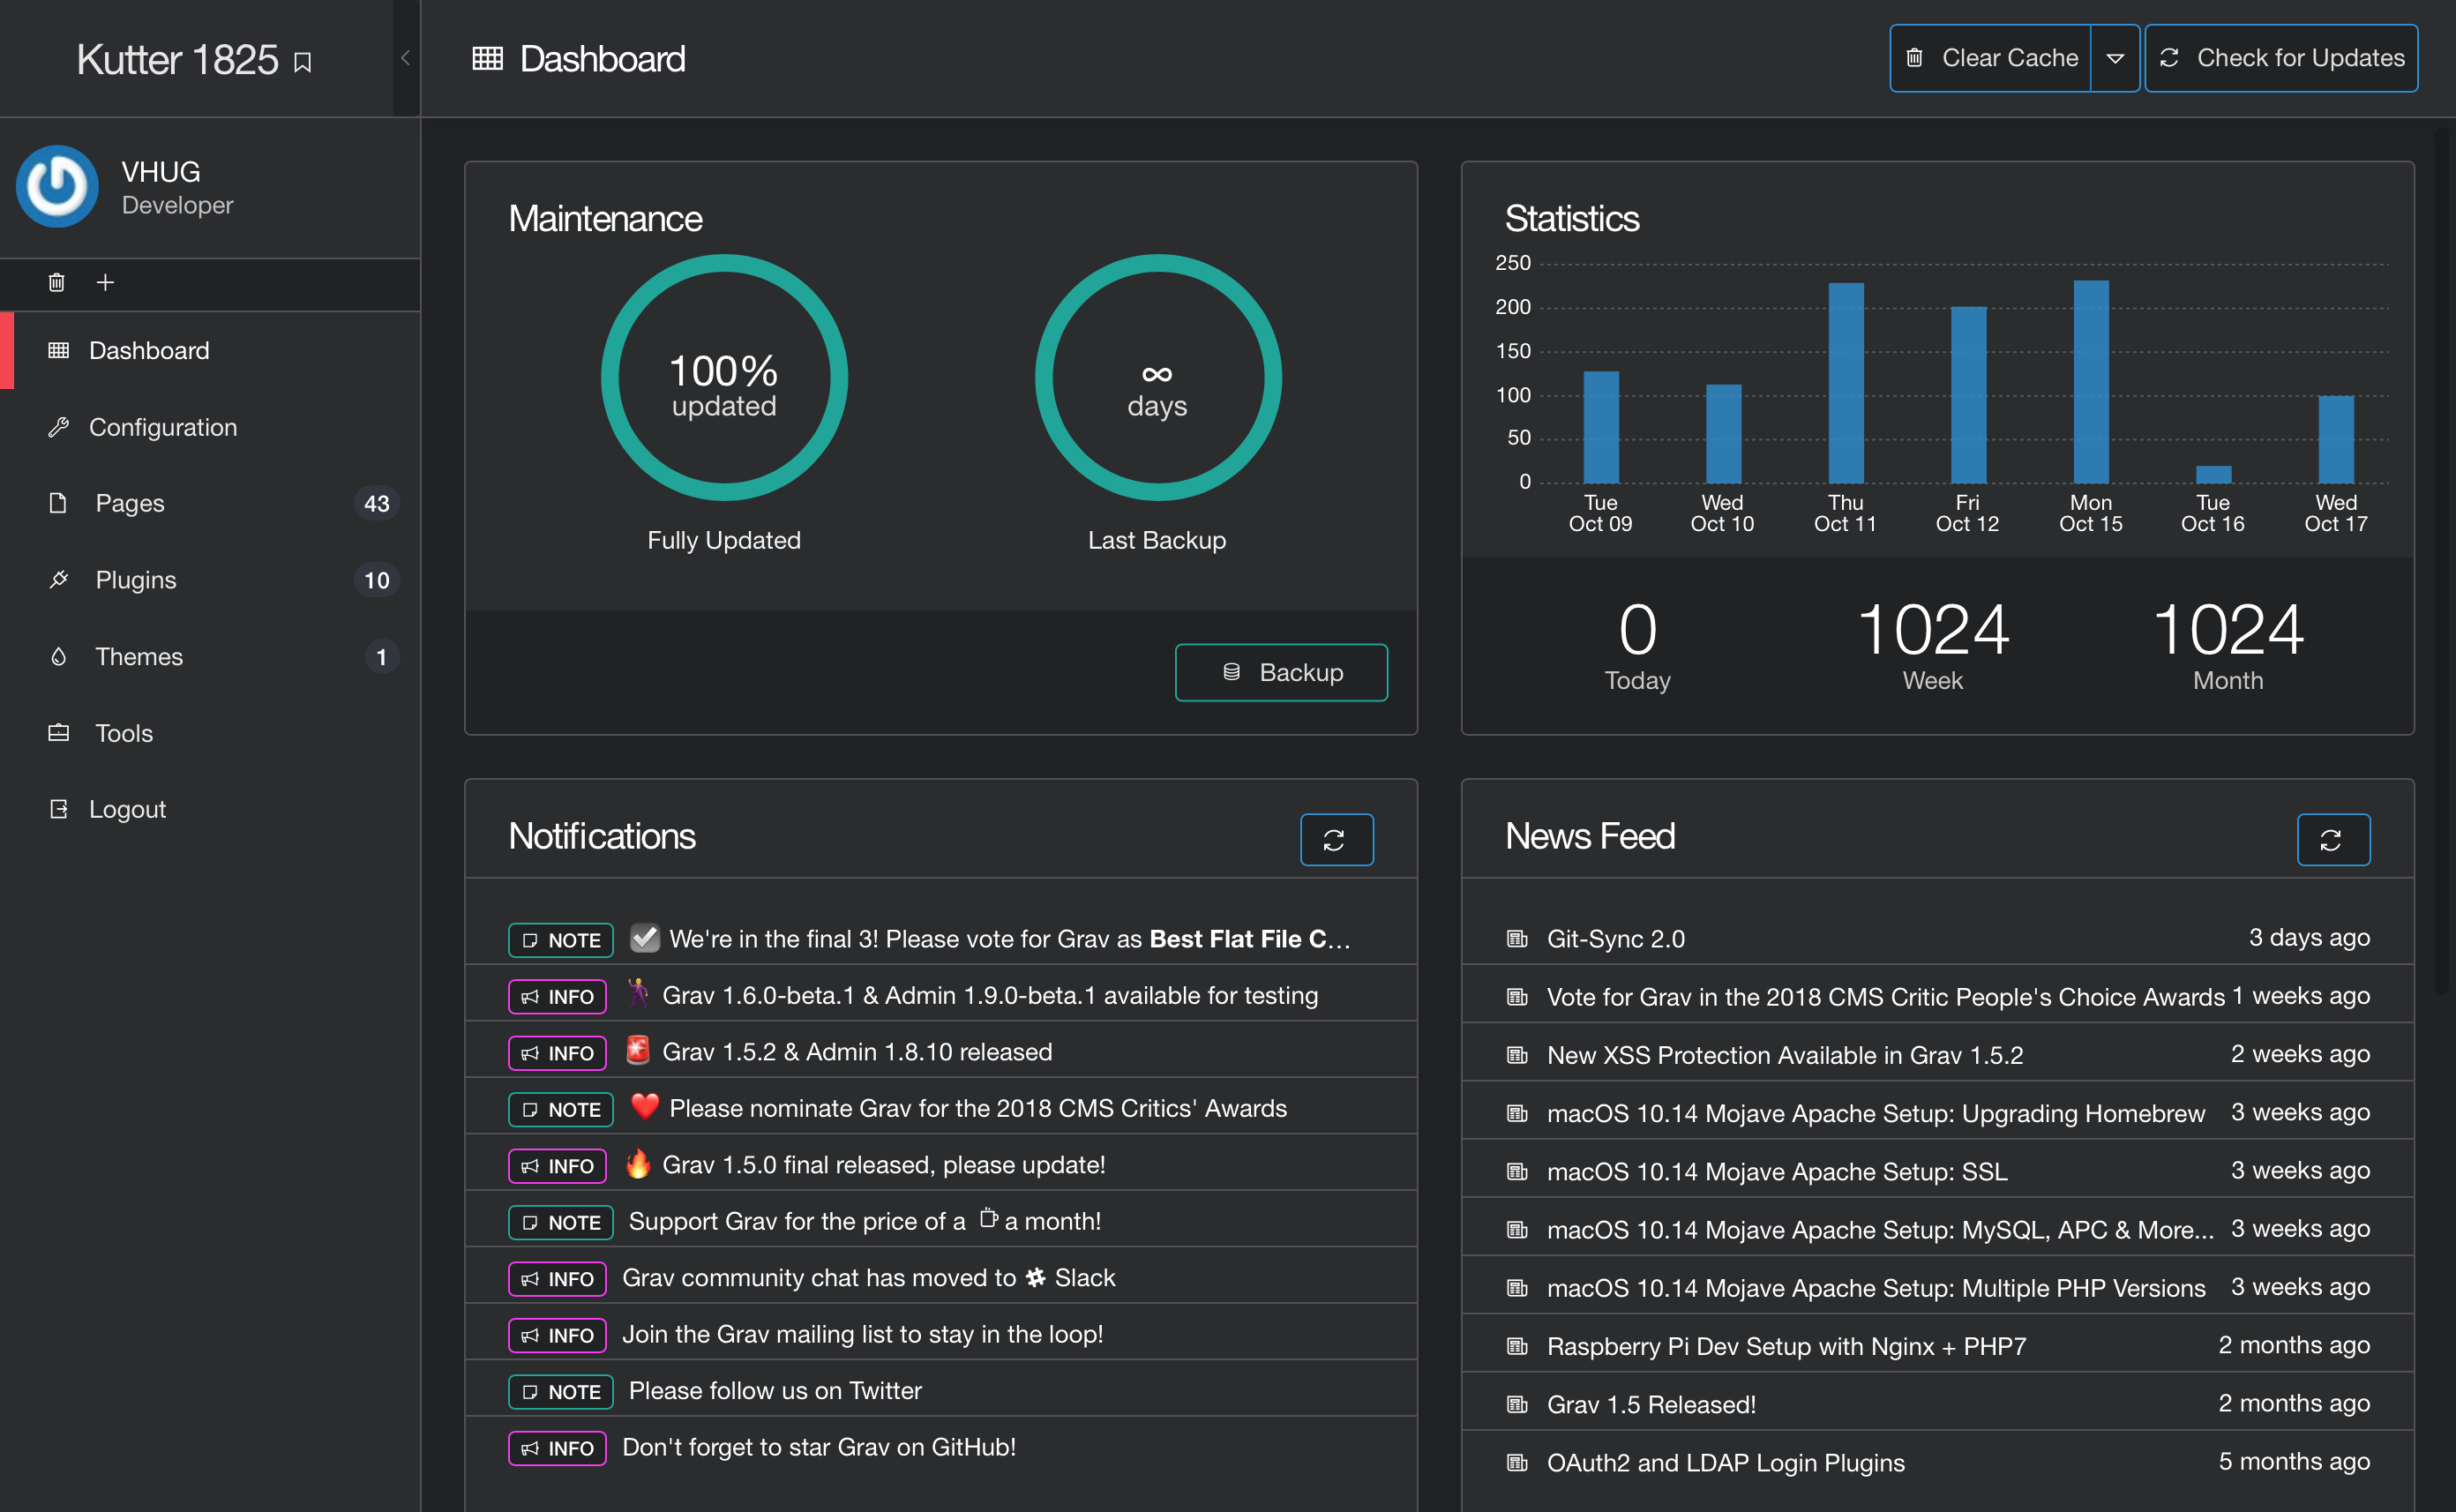 Kutter 1825
VHUG
Developer
Dashboard
Configuration
Pages 43
Plugins 10
Themes 1
Tools
Logout
Dashboard
Clear Cache
Check for Updates
Maintenance
100%
updated
Fully Updated
∞
days
Last Backup
Backup
Statistics
250
200
150
100
50
0
Tue
Oct 09
Wed
Oct 10
Thu
Oct 11
Fri
Oct 12
Mon
Oct 15
Tue
Oct 16
Wed
Oct 17
0
Today
1024
Week
1024
Month
Notifications
NOTE We're in the final 3! Please vote for Grav as Best Flat File C...
INFO Grav 1.6.0-beta.1 & Admin 1.9.0-beta.1 available for testing
INFO Grav 1.5.2 & Admin 1.8.10 released
NOTE Please nominate Grav for the 2018 CMS Critics' Awards
INFO Grav 1.5.0 final released, please update!
NOTE Support Grav for the price of a a month!
INFO Grav community chat has moved to Slack
INFO Join the Grav mailing list to stay in the loop!
NOTE Please follow us on Twitter
INFO Don't forget to star Grav on GitHub!
News Feed
Git-Sync 2.0 3 days ago
Vote for Grav in the 2018 CMS Critic People's Choice Awards 1 weeks ago
New XSS Protection Available in Grav 1.5.2 2 weeks ago
macOS 10.14 Mojave Apache Setup: Upgrading Homebrew 3 weeks ago
macOS 10.14 Mojave Apache Setup: SSL 3 weeks ago
macOS 10.14 Mojave Apache Setup: MySQL, APC & More... 3 weeks ago
macOS 10.14 Mojave Apache Setup: Multiple PHP Versions 3 weeks ago
Raspberry Pi Dev Setup with Nginx + PHP7 2 months ago
Grav 1.5 Released! 2 months ago
OAuth2 and LDAP Login Plugins 5 months ago